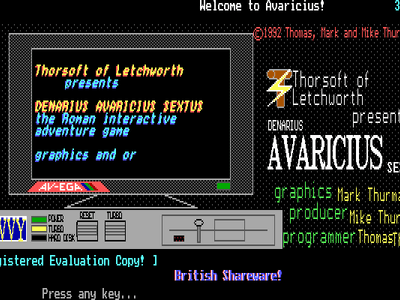 Welcome to Avaricius! 3
©1992 Thomas, Mark and Mike Thur
Thorsoft of Letchworth
presents
DENARIUS AVARICIUS SEXTUS
the Roman interactive
adventure game
graphics and or
AV-EGA
Thorsoft of
Letchworth
present
DENARIUS
AVARICIUS
SE
graphics Mark Thurma
producer Mike Thur
programmer Thomas T
POWER
TURBO
HARD DISK
RESET
TURBO
gistered Evaluation Copy! ]
British Shareware!
Press any key...